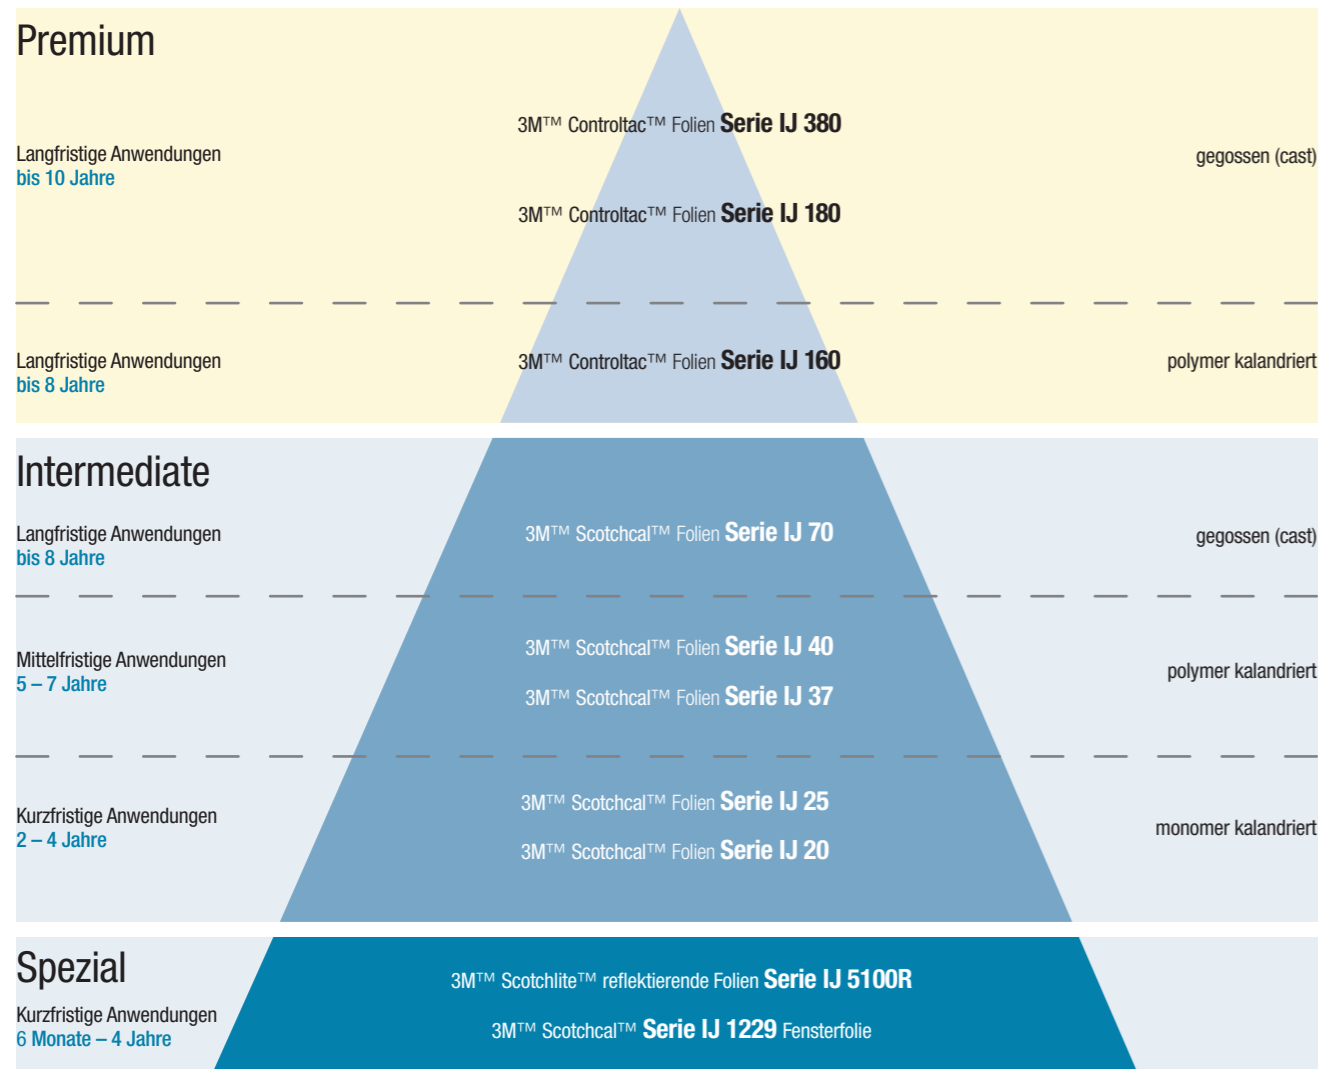 Premium
3M™ Controltac™ Folien Serie IJ 380
Langfristige Anwendungen
bis 10 Jahre
gegossen (cast)
3M™ Controltac™ Folien Serie IJ 180
Langfristige Anwendungen
bis 8 Jahre
3M™ Controltac™ Folien Serie IJ 160
polymer kalandriert
Intermediate
Langfristige Anwendungen
bis 8 Jahre
3M™ Scotchcal™ Folien Serie IJ 70
gegossen (cast)
Mittelfristige Anwendungen
5 – 7 Jahre
3M™ Scotchcal™ Folien Serie IJ 40
3M™ Scotchcal™ Folien Serie IJ 37
polymer kalandriert
Kurzfristige Anwendungen
2 – 4 Jahre
3M™ Scotchcal™ Folien Serie IJ 25
3M™ Scotchcal™ Folien Serie IJ 20
monomer kalandriert
Spezial
Kurzfristige Anwendungen
6 Monate – 4 Jahre
3M™ Scotchlite™ reflektierende Folien Serie IJ 5100R
3M™ Scotchcal™ Serie IJ 1229 Fensterfolie